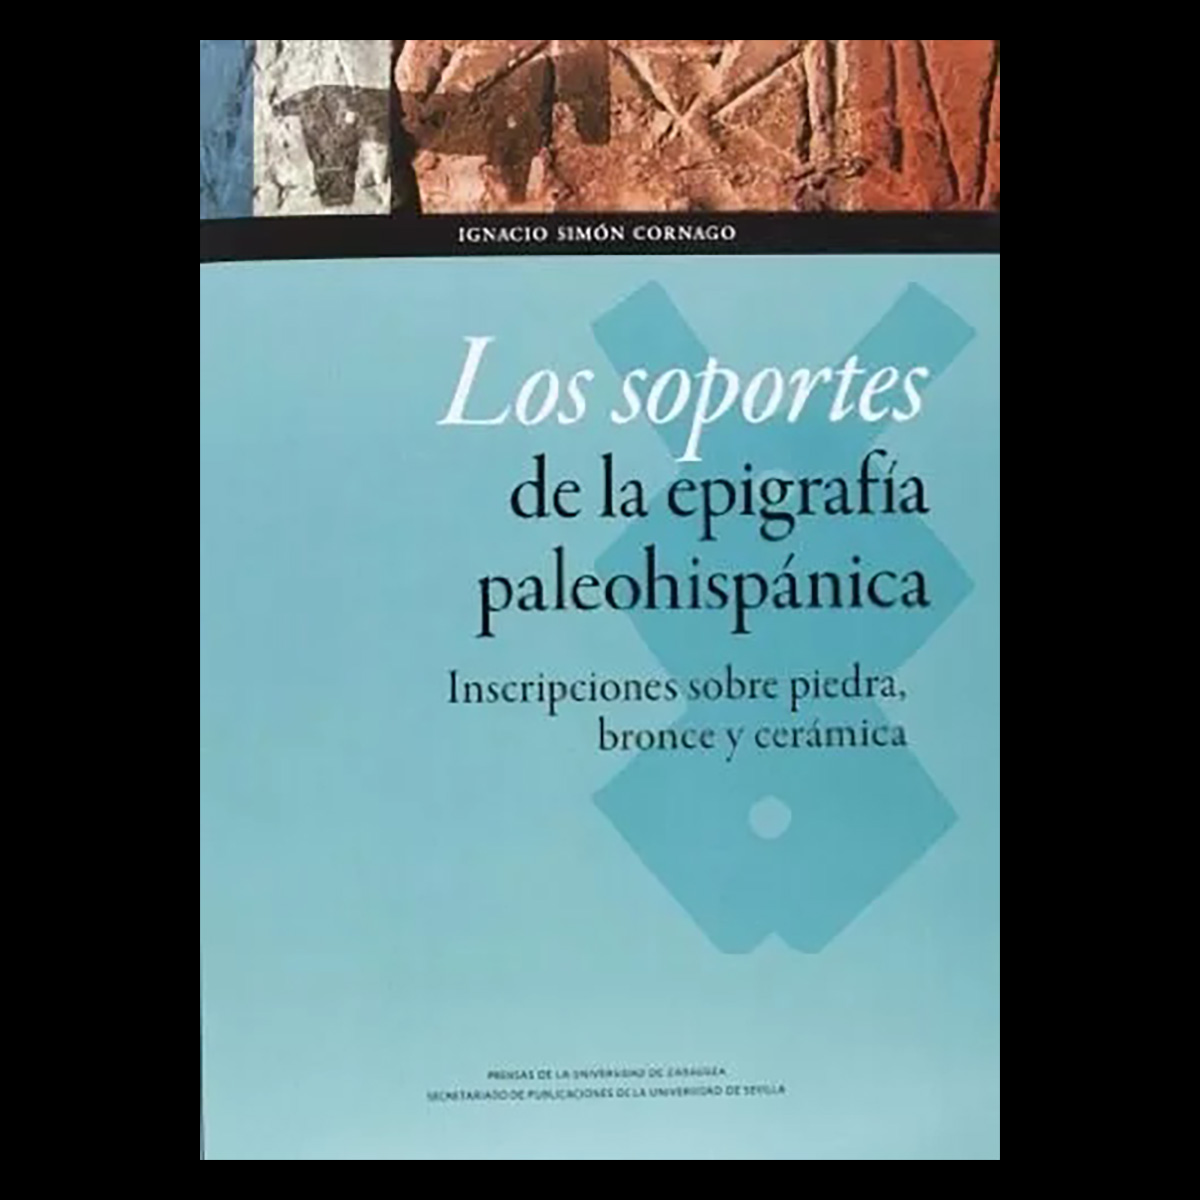 IGNACIO SIMÓN CORNAGO
Los soportes
de la epigrafía
paleohispánica
Inscripciones sobre piedra,
bronce y cerámica
PRENSAS DE LA UNIVERSIDAD DE ZARAGOZA
SECRETARIADO DE PUBLICACIONES DE LA UNIVERSIDAD DE SEVILLA